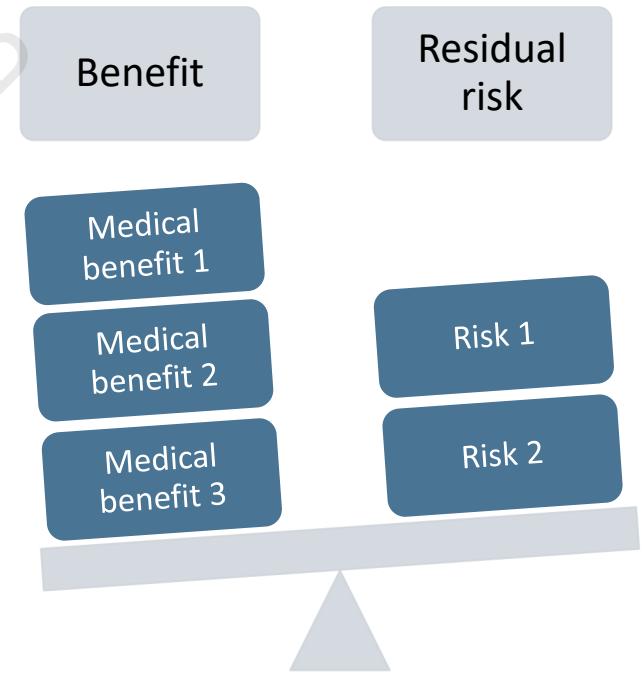 Benefit
Residual
risk
Medical
benefit 1
Medical
benefit 2
Medical
benefit 3
Risk 1
Risk 2